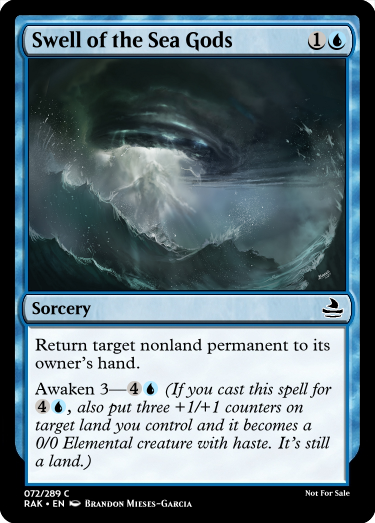 Swell of the Sea Gods 1
Sorcery
Return target nonland permanent to its
owner's hand.
Awaken 3—4 (If you cast this spell for
4, also put three +1/+1 counters on
target land you control and it becomes a
0/0 Elemental creature with haste. It's still
a land.)
072/289 C
Not For Sale
RAK • EN Brandon Mieses-Garcia